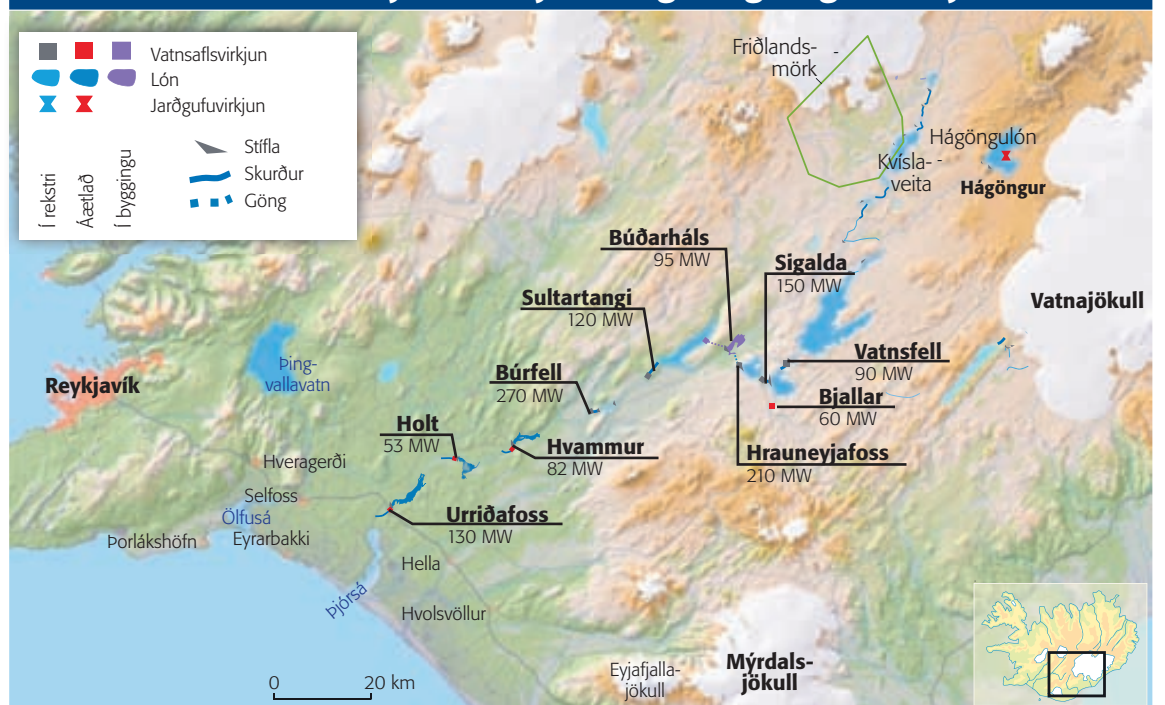 Vatnsaflsvirkjun
Lón
Jarðgufuvirkjun
Stífla
Skurður
Göng
Í rekstri
Áætlað
Í byggingu
Friðlands-
mörk
Hágöngulón
Kvísla-
veita
Hágöngur
Búðarháls
95 MW
Sigalda
150 MW
Sultartangi
120 MW
Vatnajökull
Þing-
vallavatn
Reykjavík
Vatnsfell
90 MW
Búrfell
270 MW
Bjallar
60 MW
Holt
53 MW
Hvammur
82 MW
Hrauneyjafoss
210 MW
Hveragerði
Selfoss
Ölfusá
Urriðafoss
130 MW
Þorlákshöfn
Eyrarbakki
Hella
Þjórsá
Hvolsvöllur
Eyjafjalla-
jökull
Mýrdals-
jökull
0 20 km